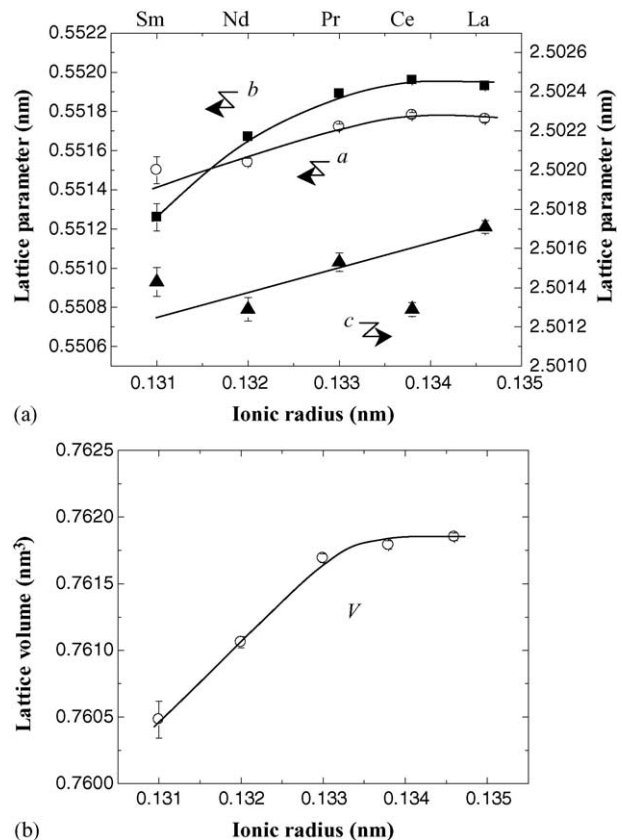 Sm Nd Pr Ce La
0.5522 2.5026
0.5520
0.5518 2.5024
0.5516 2.5022
0.5514 2.5020
0.5512 2.5018
0.5510 2.5016
2.5014
0.5508 2.5012
0.5506 2.5010
Lattice parameter (nm)
Lattice parameter (nm)
b
a
c
0.131 0.132 0.133 0.134 0.135
(a) Ionic radius (nm)
0.7625
0.7620
0.7615
0.7610
0.7605
0.7600
Lattice volume (nm³)
V
0.131 0.132 0.133 0.134 0.135
(b) Ionic radius (nm)